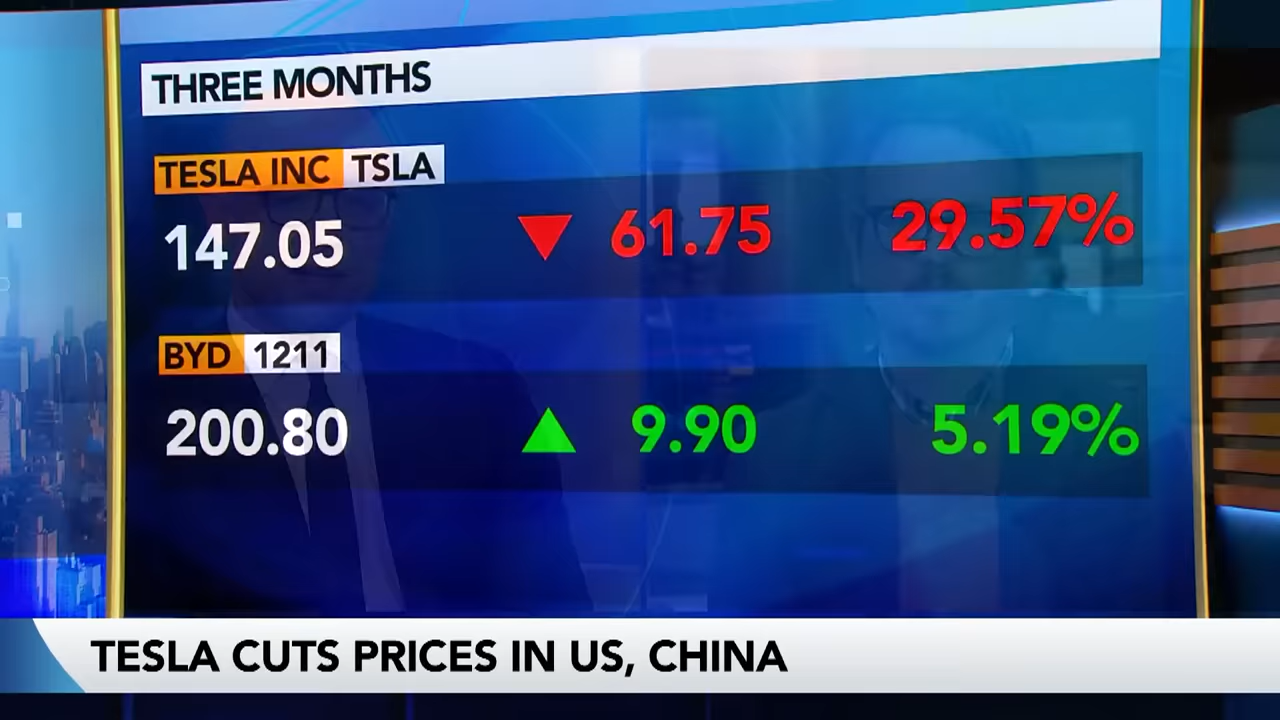 THREE MONTHS
TESLA INC TSLA
147.05 ▼ 61.75 29.57%
BYD 1211
200.80 ▲ 9.90 5.19%
TESLA CUTS PRICES IN US, CHINA